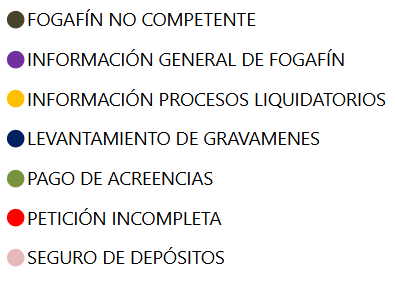 FOGAFÍN NO COMPETENTE
INFORMACIÓN GENERAL DE FOGAFÍN
INFORMACIÓN PROCESOS LIQUIDATORIOS
LEVANTAMIENTO DE GRAVAMENES
PAGO DE ACREENCIAS
PETICIÓN INCOMPLETA
SEGURO DE DEPÓSITOS